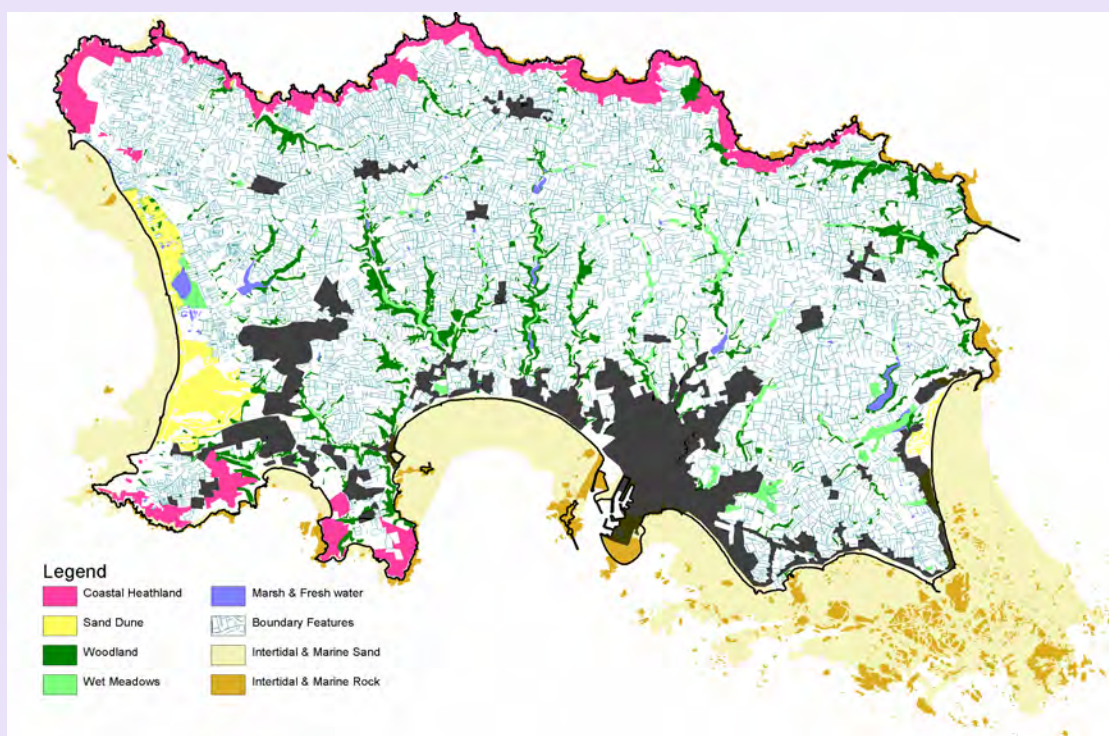 Legend
Coastal Heathland
Sand Dune
Woodland
Wet Meadows
Marsh & Fresh water
Boundary Features
Intertidal & Marine Sand
Intertidal & Marine Rock